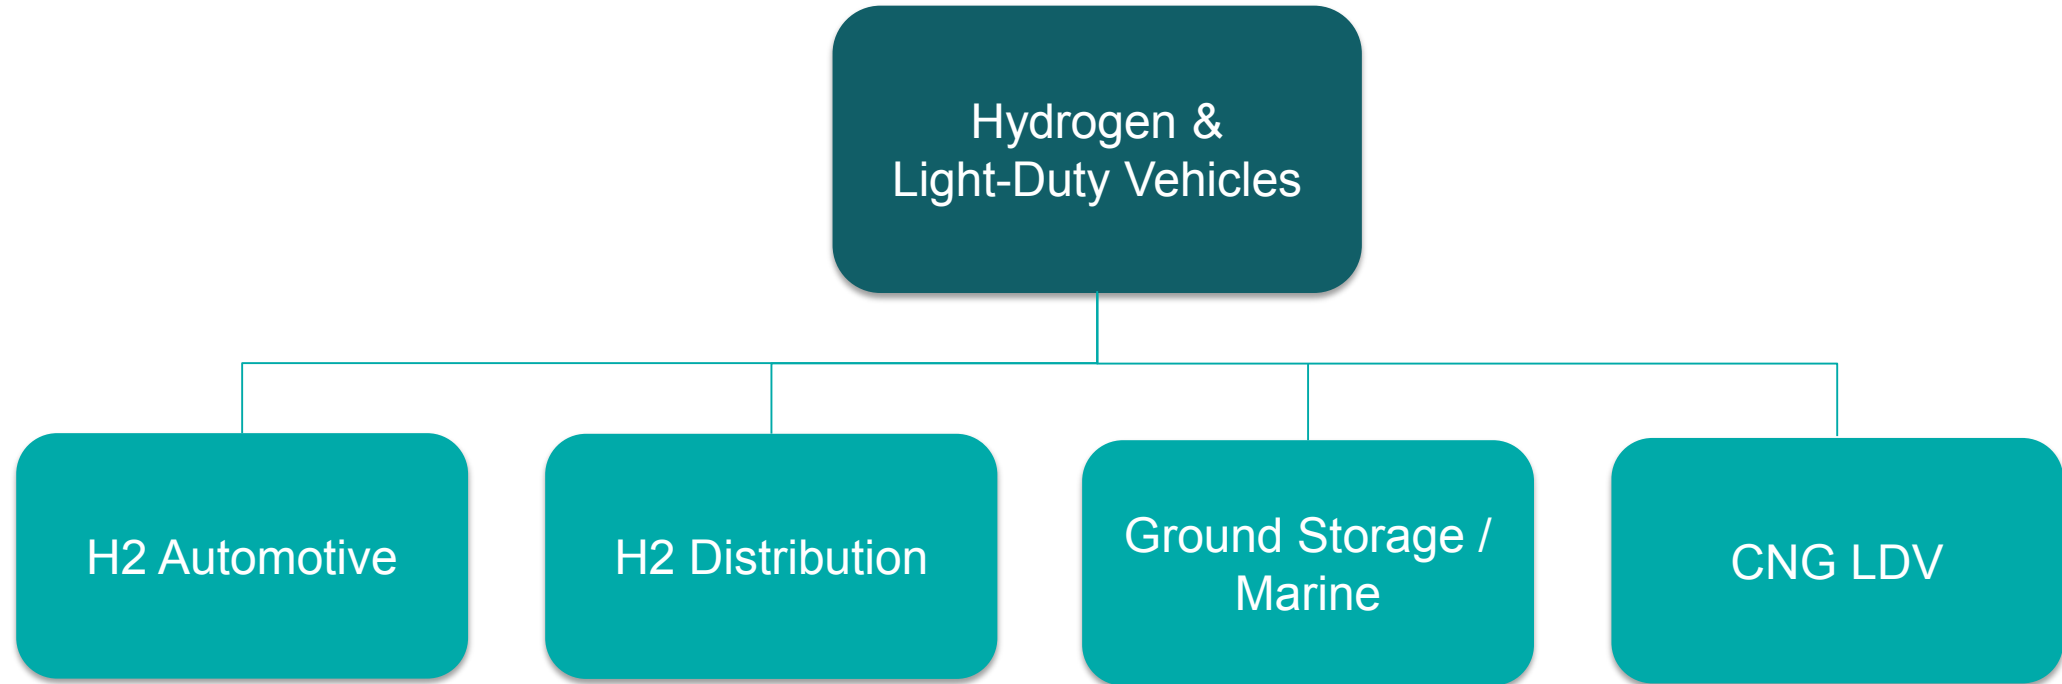 Hydrogen &
Light-Duty Vehicles
H2 Automotive
H2 Distribution
Ground Storage /
Marine
CNG LDV